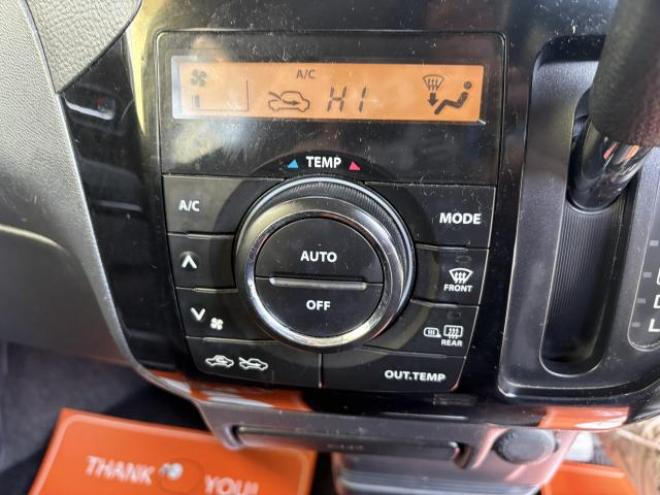 A/C
HI
TEMP
A/C
MODE
AUTO
OFF
FRONT
REAR
OUT.TEMP
D
L
THANK YOU!